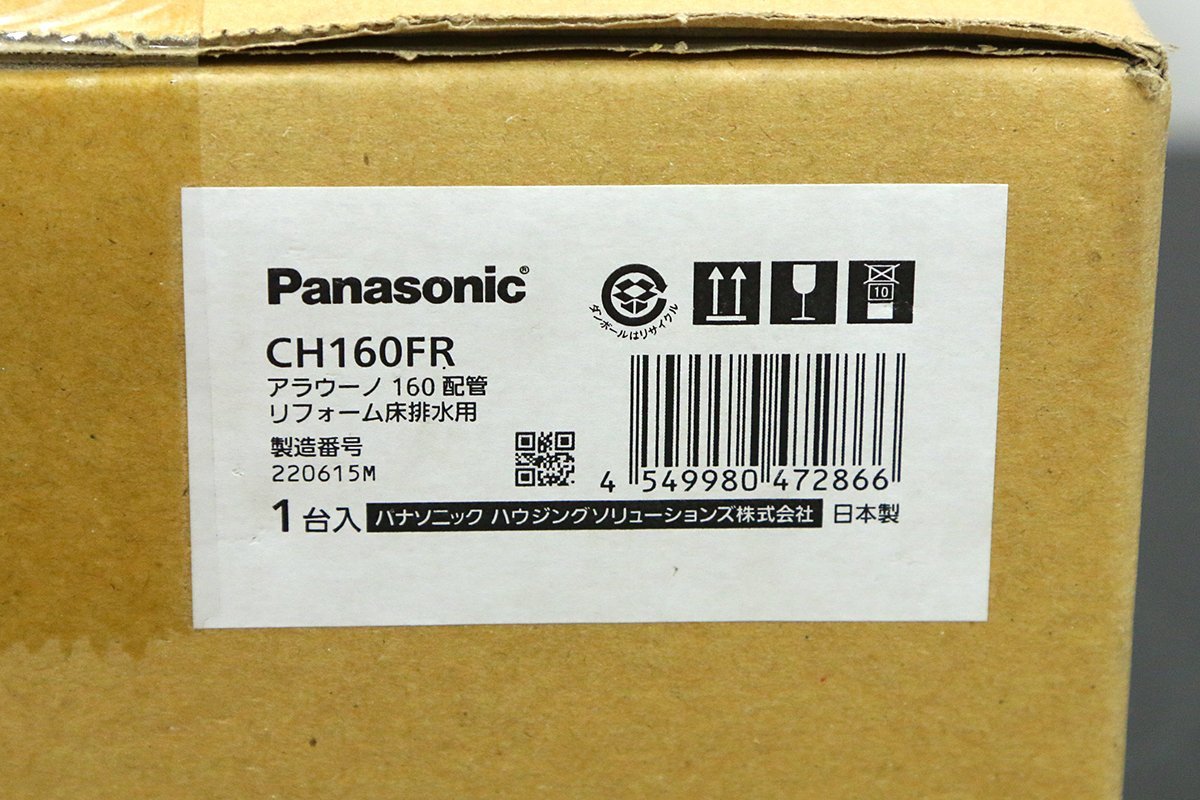 Panasonic®
CH160FR
アラウーノ 160 配管
リフォーム床排水用
製造番号
220615M
1台入
パナソニック ハウジングソリューションズ株式会社
日本製
ダンボールはリサイクル
10
4 549980 472866